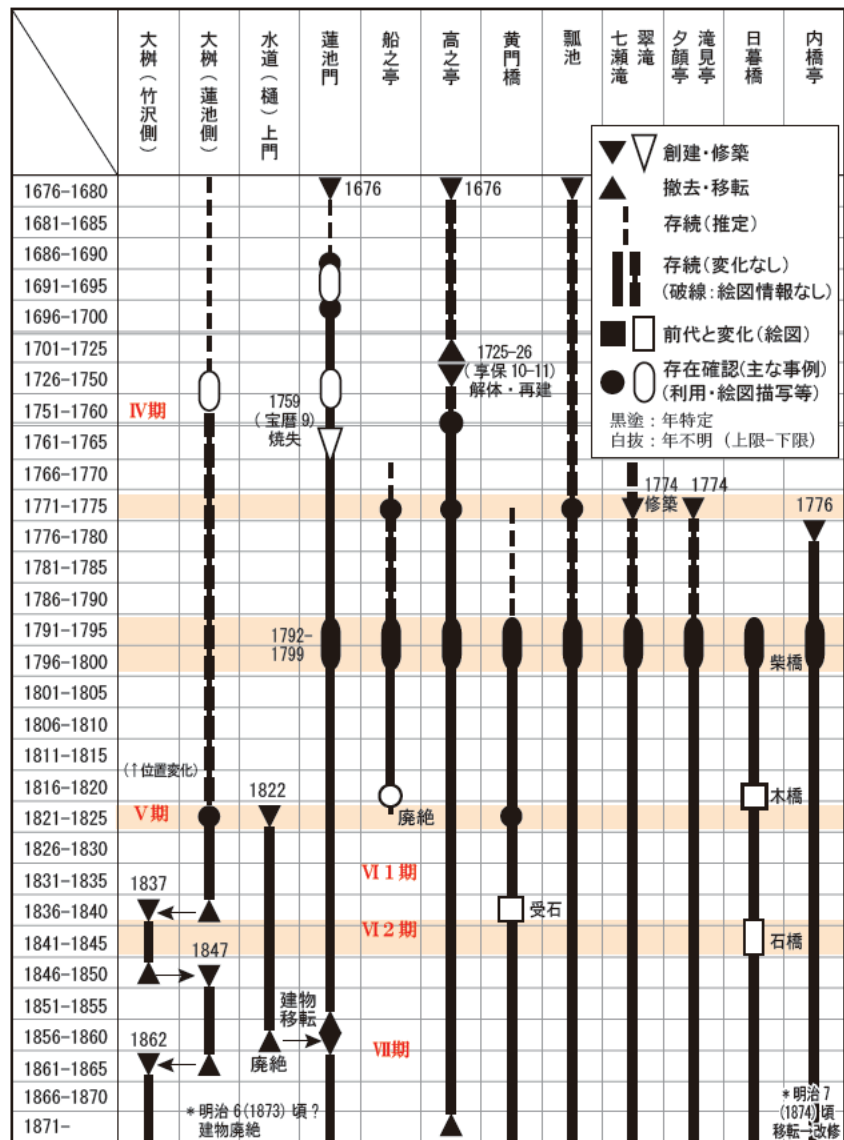 大桝（竹沢側）
大桝（蓮池側）
水道（樋）上門
蓮池門
船之亭
高之亭
黄門橋
瓢池
翠滝
七瀬滝
滝見亭
夕顔亭
日暮橋
内橋亭
創建・修築
撤去・移転
存続（推定）
存続（変化なし）
（破線：絵図情報なし）
前代と変化（絵図）
存在確認（主な事例）
（利用・絵図描写等）
黒塗：年特定
白抜：年不明（上限−下限）
1676−1680
1676
1676
1681−1685
1686−1690
1691−1695
1696−1700
1701−1725
1725−26
（享保10−11）
解体・再建
1726−1750
1751−1760
Ⅳ期
1759
（宝暦9）
焼失
1761−1765
1766−1770
1771−1775
1774
修築
1774
1776
1776−1780
1781−1785
1786−1790
1791−1795
1792−
1799
1796−1800
柴橋
1801−1805
1806−1810
1811−1815
（↑位置変化）
1816−1820
1822
木橋
1821−1825
Ⅴ期
廃絶
1826−1830
1831−1835
Ⅵ1期
1837
1836−1840
受石
Ⅵ2期
1841−1845
石橋
1847
1846−1850
1851−1855
建物
移転
1856−1860
1862
廃絶
Ⅶ期
1861−1865
1866−1870
1871−
＊明治6(1873)頃？
建物廃絶
＊明治7
(1874)頃
移転→改修